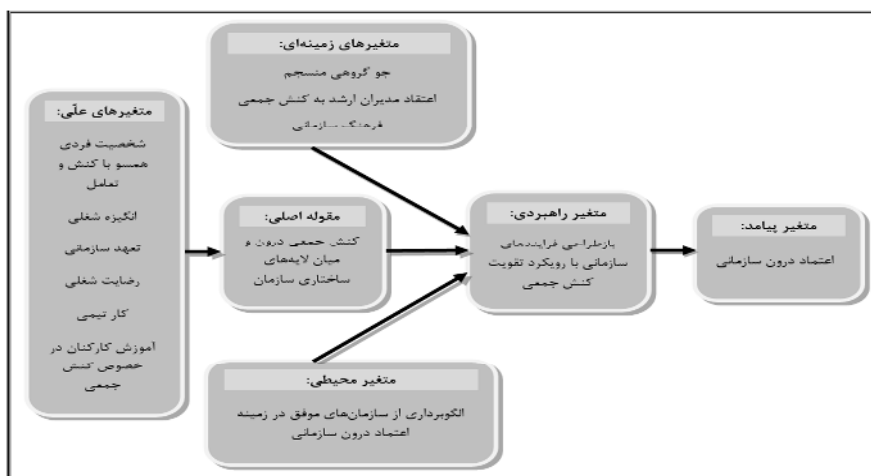 متغیرهای زمینه‌ای:
جو گروهی منسجم
اعتقاد مدیران ارشد به کنش جمعی
فرهنگ سازمانی
متغیرهای علّی:
شخصیت فردی
همسو با کنش و
تعامل
انگیزه شغلی
تعهد سازمانی
رضایت شغلی
کار تیمی
آموزش کارکنان در
خصوص کنش
جمعی
مقوله اصلی:
کنش جمعی درون و
میان لایه‌های
ساختاری سازمان
متغیر راهبردی:
بازطراحی فرایندهای
سازمانی با رویکرد تقویت
کنش جمعی
متغیر پیامد:
اعتماد درون سازمانی
متغیر محیطی:
الگوبرداری از سازمان‌های موفق در زمینه
اعتماد درون سازمانی